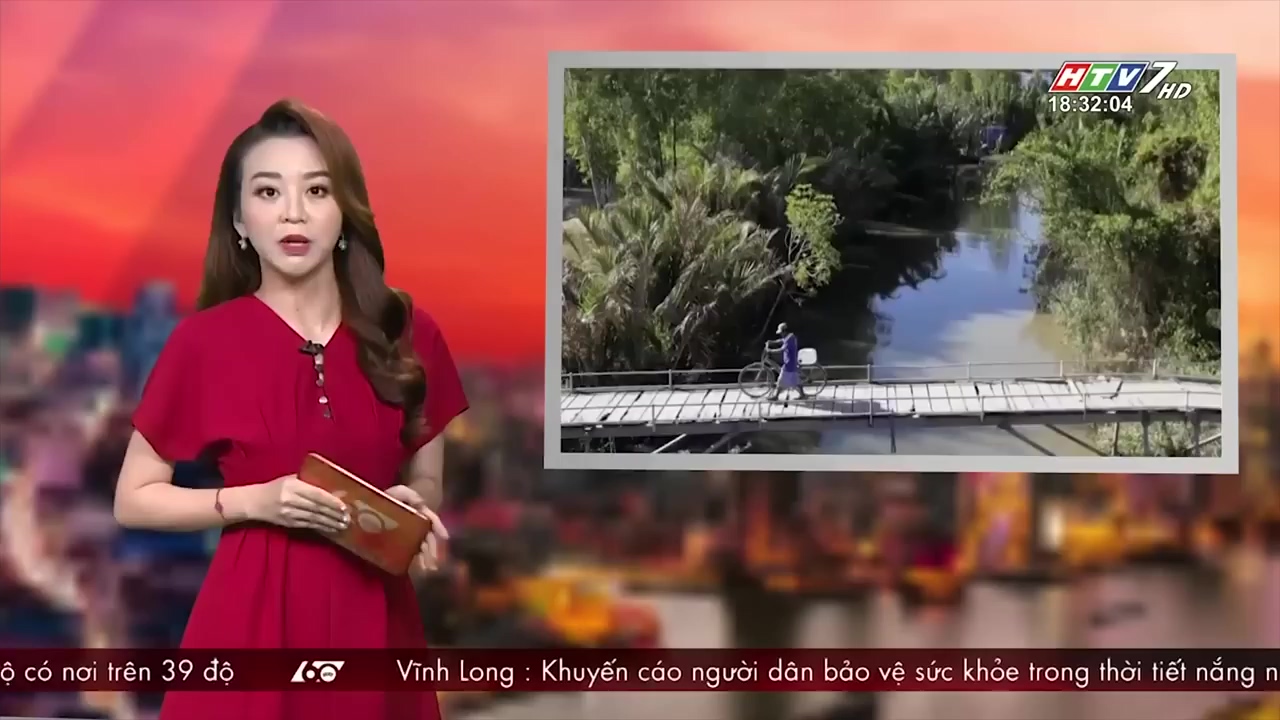 HTV7 HD
18:32:04
ộ có nơi trên 39 độ
60 Vĩnh Long : Khuyến cáo người dân bảo vệ sức khỏe trong thời tiết nắng n